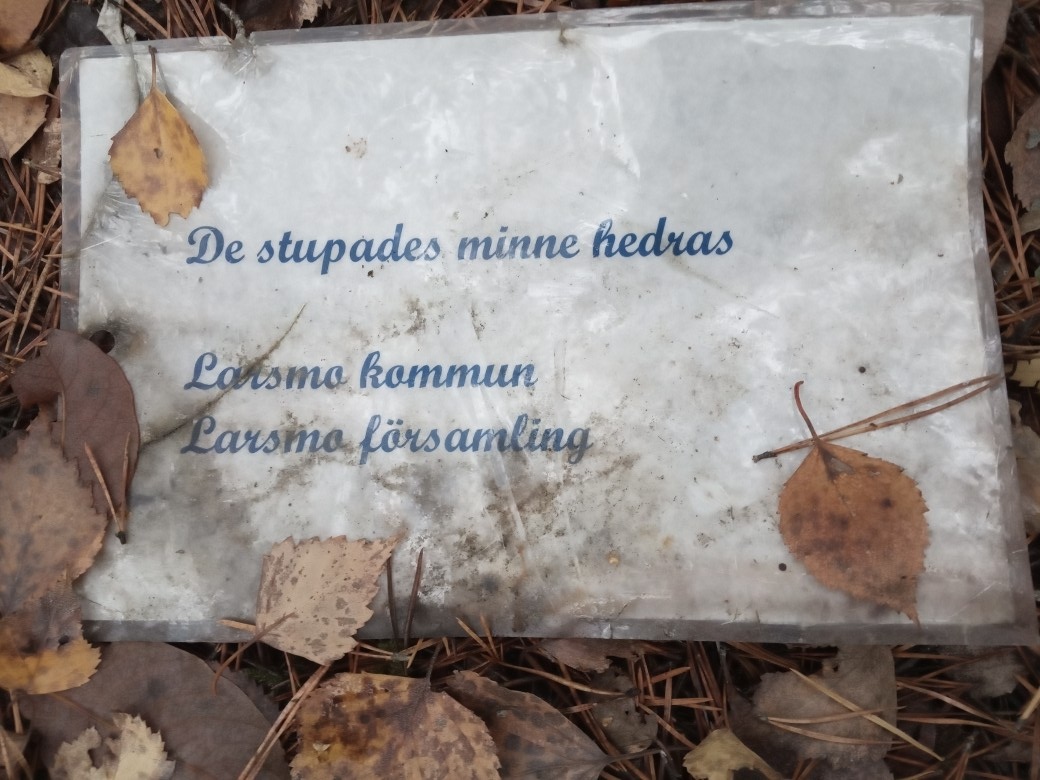 De stupades minne hedras
Larsmo kommun
Larsmo församling